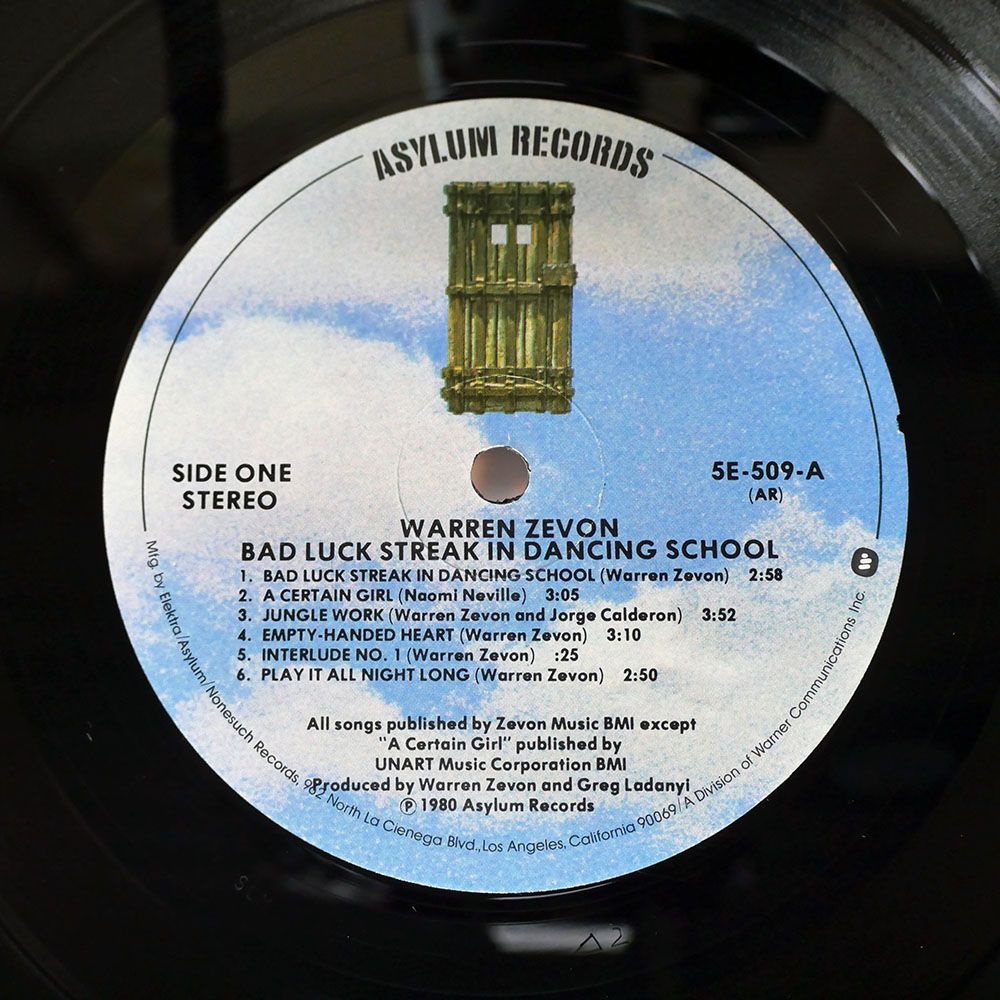 ASYLUM RECORDS
SIDE ONE
STEREO
5E-509-A
(AR)
WARREN ZEVON
BAD LUCK STREAK IN DANCING SCHOOL
1. BAD LUCK STREAK IN DANCING SCHOOL (Warren Zevon) 2:58
2. A CERTAIN GIRL (Naomi Neville) 3:05
3. JUNGLE WORK (Warren Zevon and Jorge Calderon) 3:52
4. EMPTY-HANDED HEART (Warren Zevon) 3:10
5. INTERLUDE NO. 1 (Warren Zevon) :25
6. PLAY IT ALL NIGHT LONG (Warren Zevon) 2:50
All songs published by Zevon Music BMI except
"A Certain Girl" published by
UNART Music Corporation BMI
Produced by Warren Zevon and Greg Ladanyi
Ⓟ 1980 Asylum Records
Mfg. by Elektra/Asylum/Nonesuch Records, 962 North La Cienega Blvd., Los Angeles, California 90069/A Division of Warner Communications Inc.
A2